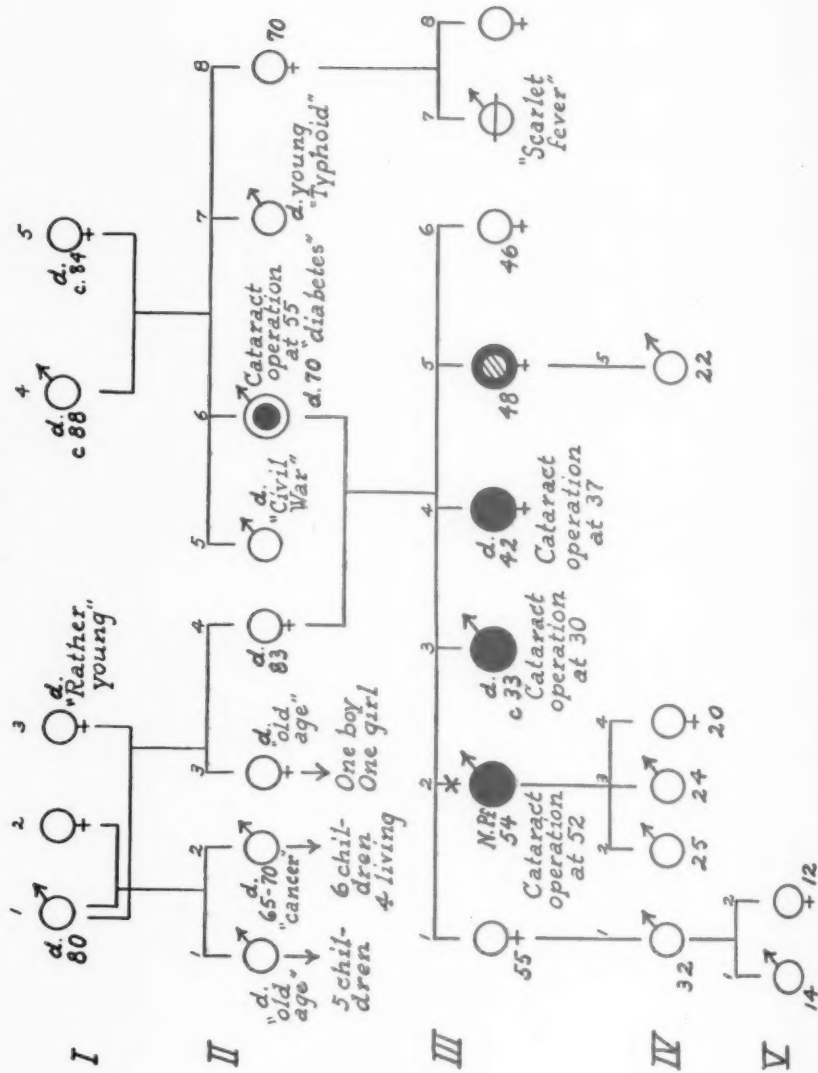 I
1
d.
80
2
3
d.
"Rather
young"
4
d.
c 88
5
d.
c. 84
II
1
d.
"old
age"
5 chil-
dren
2
d.
65-70
"cancer"
6 chil-
dren
4 living
3
d.
"old
age"
One boy
One girl
4
d.
83
5
d.
"Civil
War"
6
Cataract
operation
at 55
d. 70 "diabetes"
7
d. young
"Typhoid"
8
70
III
1
55
2
54
Cataract
operation
at 52
3
d.
c 33
Cataract
operation
at 30
4
d.
42
Cataract
operation
at 37
5
48
6
46
7
"Scarlet
fever"
8
IV
1
32
2
25
3
24
4
20
5
22
V
1
14
2
12